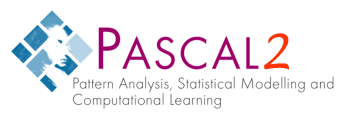 PASCAL2
Pattern Analysis, Statistical Modelling and
Computational Learning